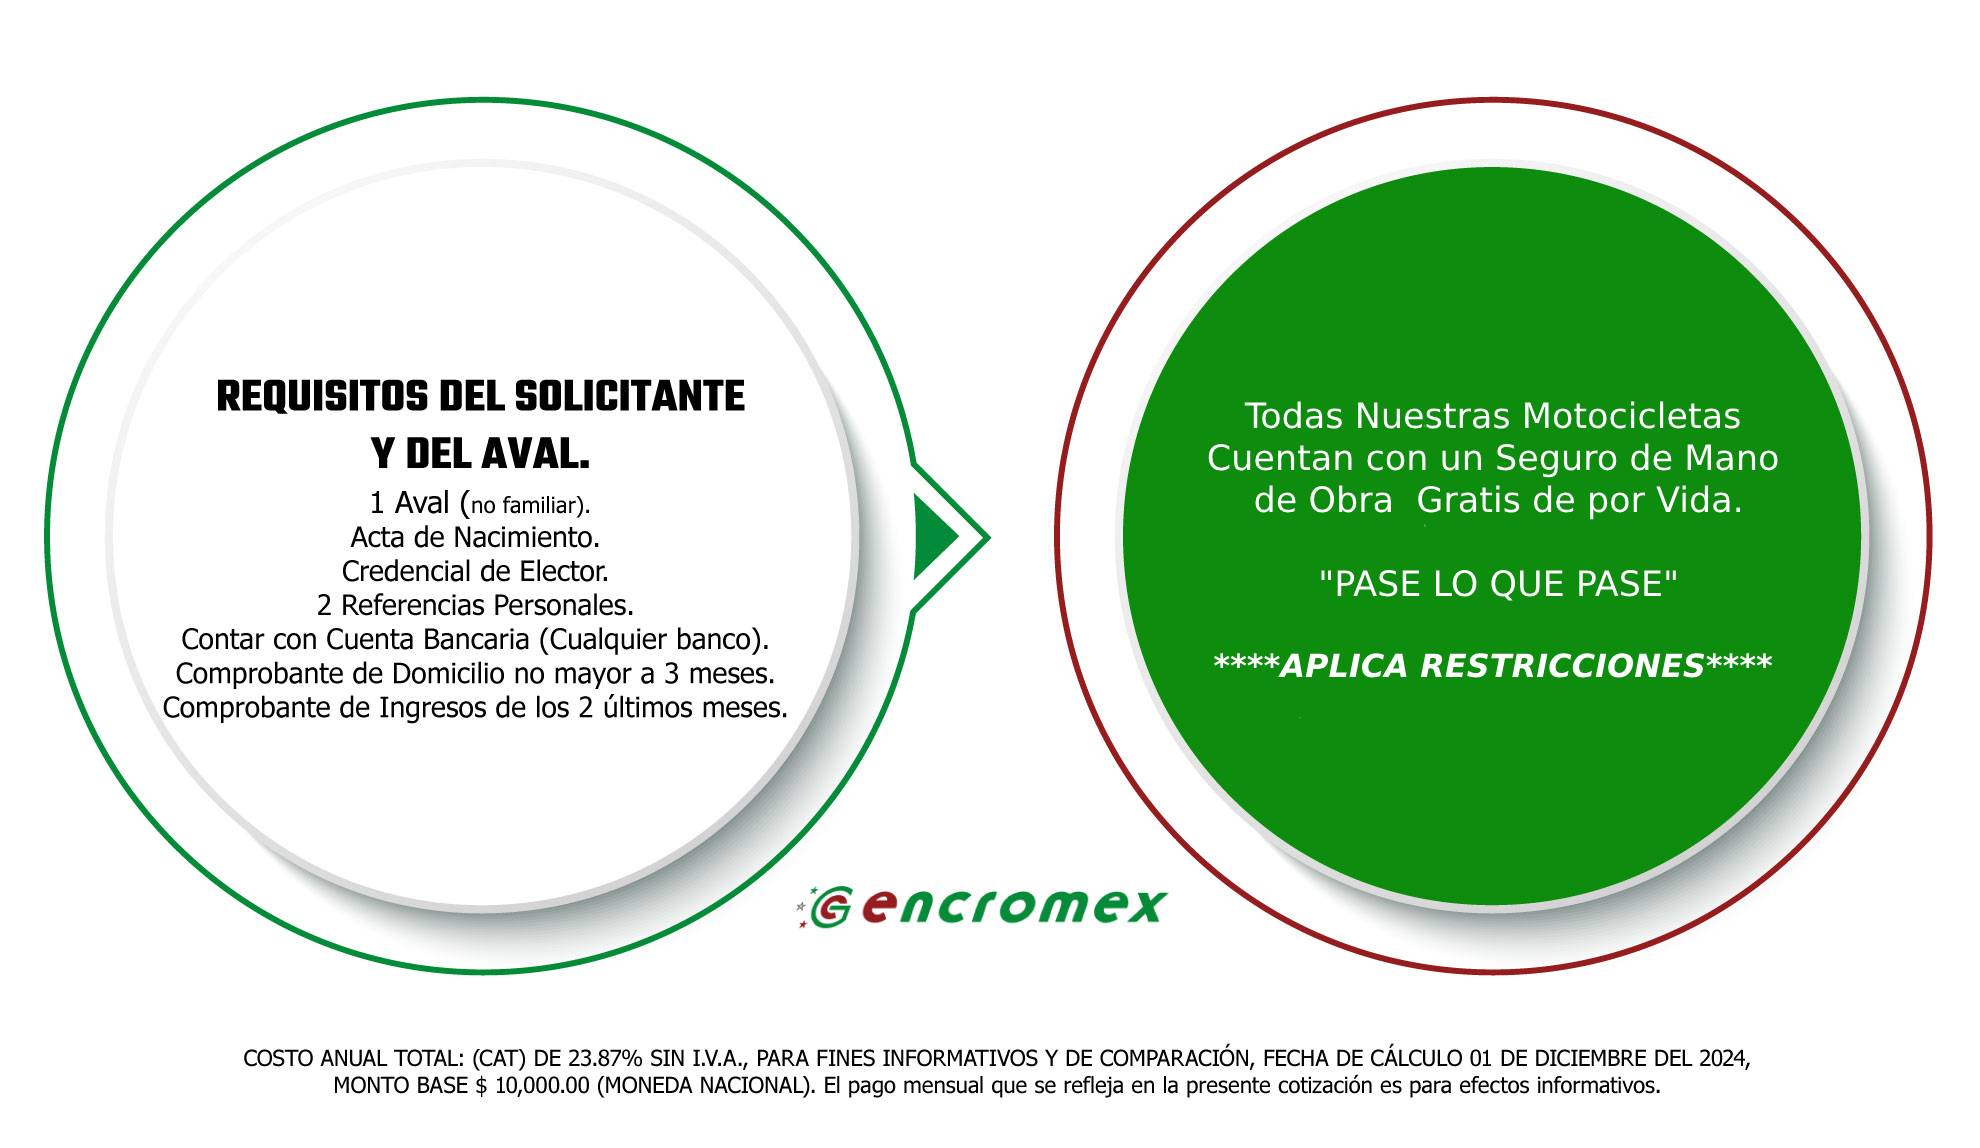 REQUISITOS DEL SOLICITANTE
Y DEL AVAL.
1 Aval (no familiar).
Acta de Nacimiento.
Credencial de Elector.
2 Referencias Personales.
Contar con Cuenta Bancaria (Cualquier banco).
Comprobante de Domicilio no mayor a 3 meses.
Comprobante de Ingresos de los 2 últimos meses.
Todas Nuestras Motocicletas
Cuentan con un Seguro de Mano
de Obra  Gratis de por Vida.
"PASE LO QUE PASE"
****APLICA RESTRICCIONES****
Gencromex
COSTO ANUAL TOTAL: (CAT) DE 23.87% SIN I.V.A., PARA FINES INFORMATIVOS Y DE COMPARACIÓN, FECHA DE CÁLCULO 01 DE DICIEMBRE DEL 2024,
MONTO BASE $ 10,000.00 (MONEDA NACIONAL). El pago mensual que se refleja en la presente cotización es para efectos informativos.